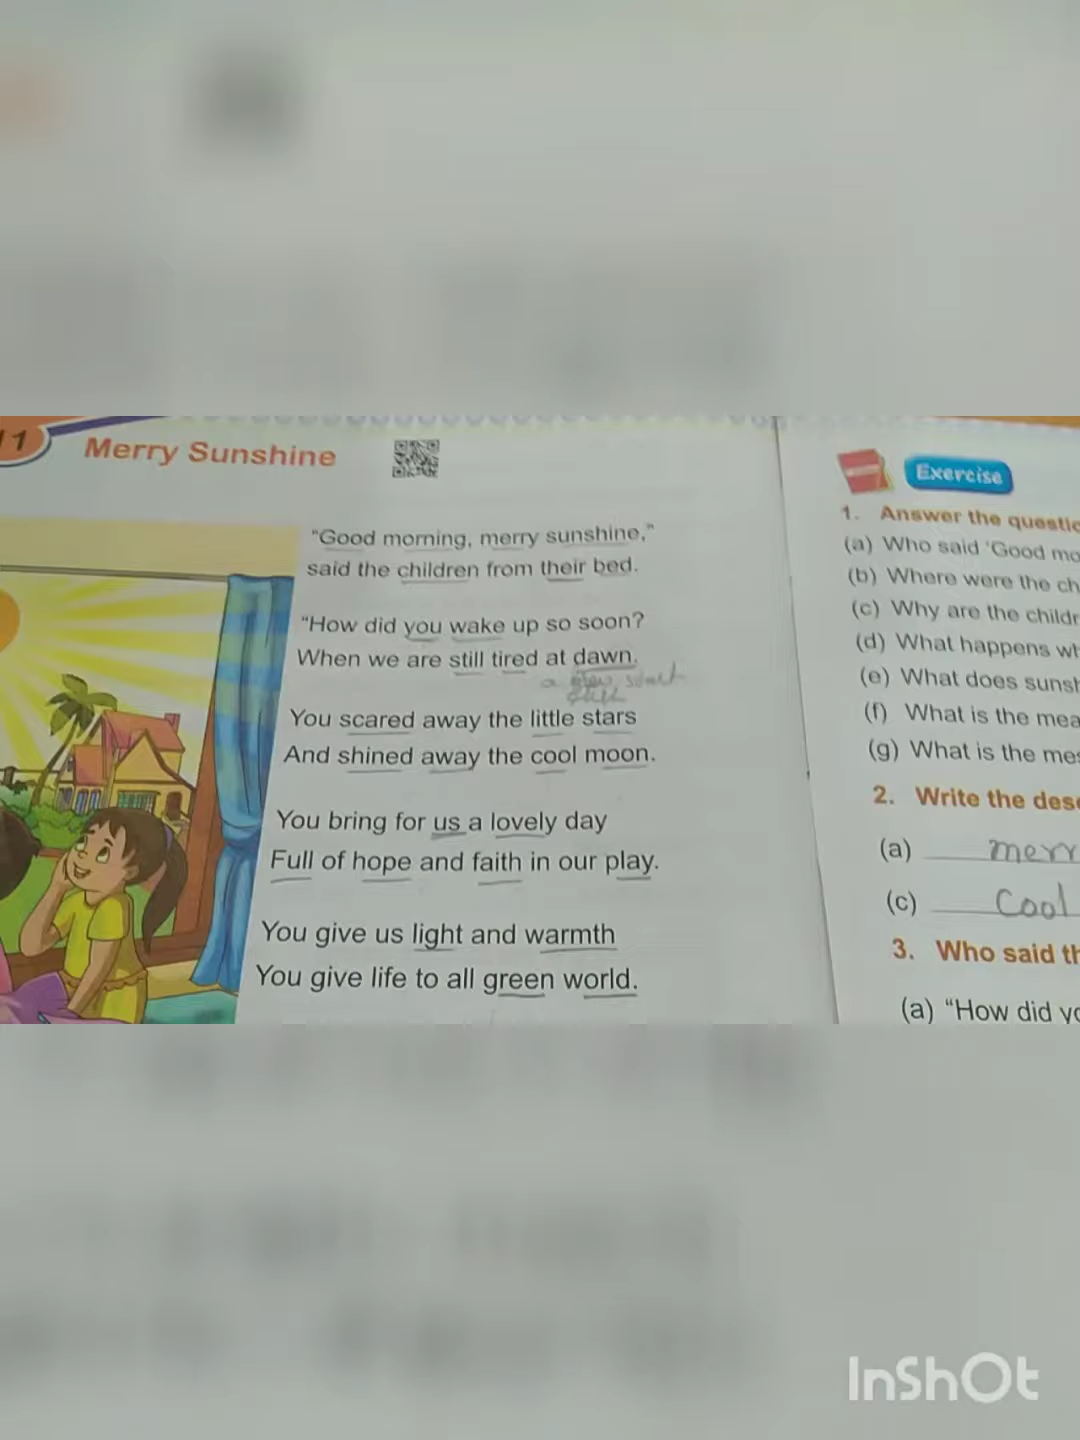 11
Merry Sunshine
"Good morning, merry sunshine,"
said the children from their bed.
"How did you wake up so soon?
When we are still tired at dawn.
a start
You scared away the little stars
And shined away the cool moon.
You bring for us a lovely day
Full of hope and faith in our play.
You give us light and warmth
You give life to all green world.
Exercise
1. Answer the questio
(a) Who said 'Good mo
(b) Where were the ch
(c) Why are the childr
(d) What happens wh
(e) What does sunsh
(f) What is the mea
(g) What is the mes
2. Write the desc
(a) merr
(c) Cool
3. Who said th
(a) "How did yo
InShOt